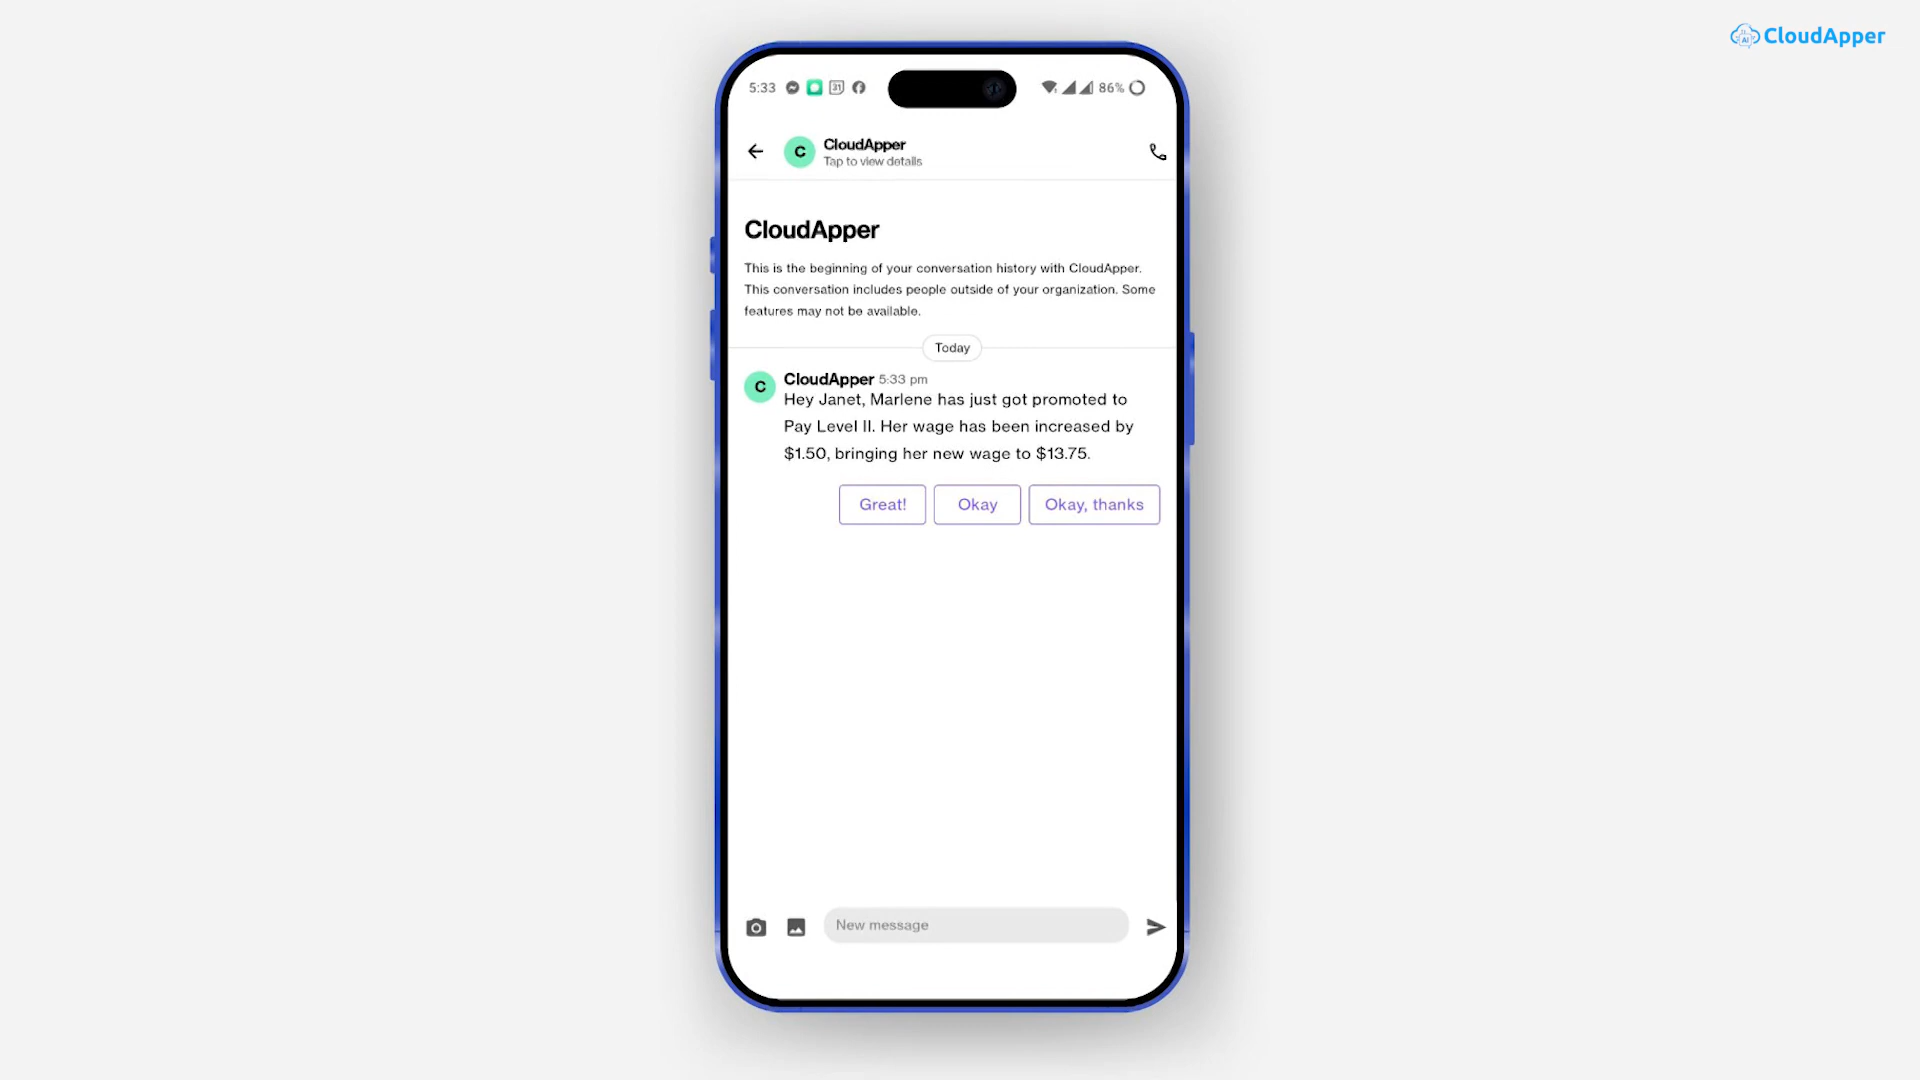 CloudApper
5:33
31
86%
C
CloudApper
Tap to view details
CloudApper
This is the beginning of your conversation history with CloudApper.
This conversation includes people outside of your organization. Some
features may not be available.
Today
C
CloudApper 5:33 pm
Hey Janet, Marlene has just got promoted to
Pay Level II. Her wage has been increased by
$1.50, bringing her new wage to $13.75.
Great! Okay Okay, thanks
New message